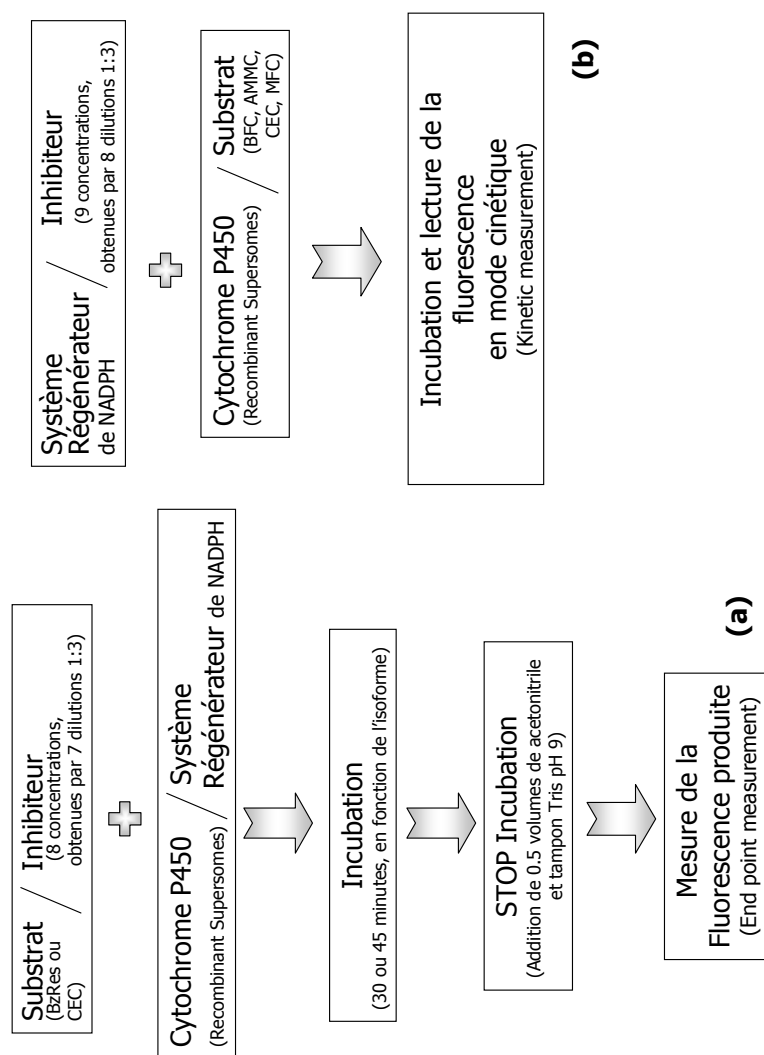 Substrat / Inhibiteur
(BzRes ou
CEC)
(8 concentrations,
obtenues par 7 dilutions 1:3)
Cytochrome P450 / Système
(Recombinant Supersomes)
Régénérateur de NADPH
Incubation
(30 ou 45 minutes, en fonction de l'isoforme)
STOP Incubation
(Addition de 0.5 volumes de acetonitrile
et tampon Tris pH 9)
Mesure de la
Fluorescence produite
(End point measurement)
(a)
Système
Régénérateur
de NADPH
/ Inhibiteur
(9 concentrations,
obtenues par 8 dilutions 1:3)
Cytochrome P450 / Substrat
(Recombinant Supersomes)
(BFC, AMMC,
CEC, MFC)
Incubation et lecture de la
fluorescence
en mode cinétique
(Kinetic measurement)
(b)